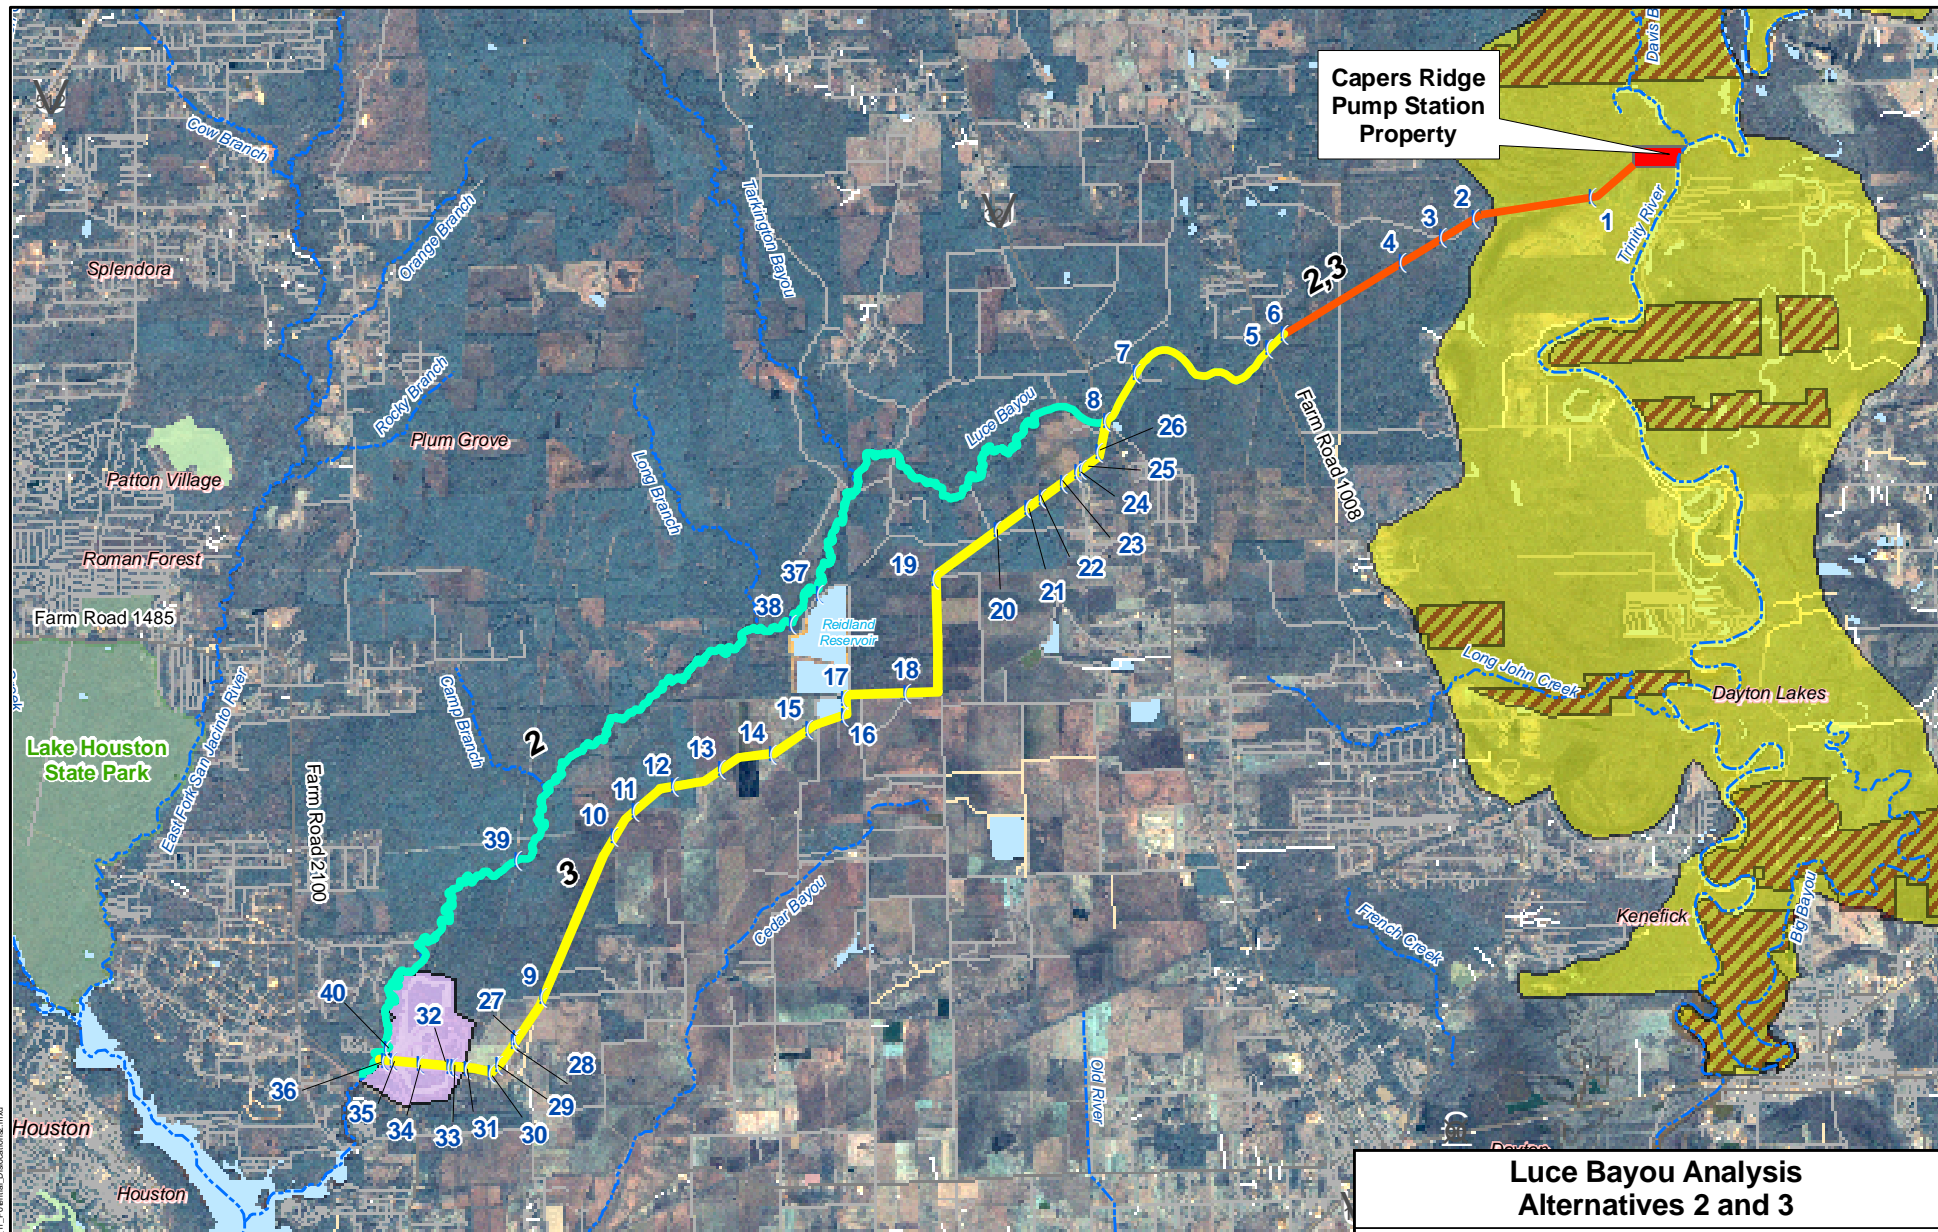 Capers Ridge
Pump Station
Property
Davis B
Cow Branch
Orange Branch
Tarkington Bayou
Trinity River
Splendora
1
2
3
4
2,3
6
5
7
8
Luce Bayou
Farm Road 1008
Rocky Branch
Plum Grove
Long Branch
Patton Village
26
25
24
23
22
21
20
19
Roman Forest
Farm Road 1485
37
38
Reidland
Reservoir
17
18
15
16
14
13
12
11
10
Long John Creek
Dayton Lakes
Creek
Lake Houston
State Park
East Fork San Jacinto River
Camp Branch
2
Farm Road 2100
39
3
Cedar Bayou
French Creek
Kenefick
Big Bayou
9
27
40
32
28
36
29
35
34
33
31
30
Old River
Houston
Houston
Dayton
Luce Bayou Analysis
Alternatives 2 and 3